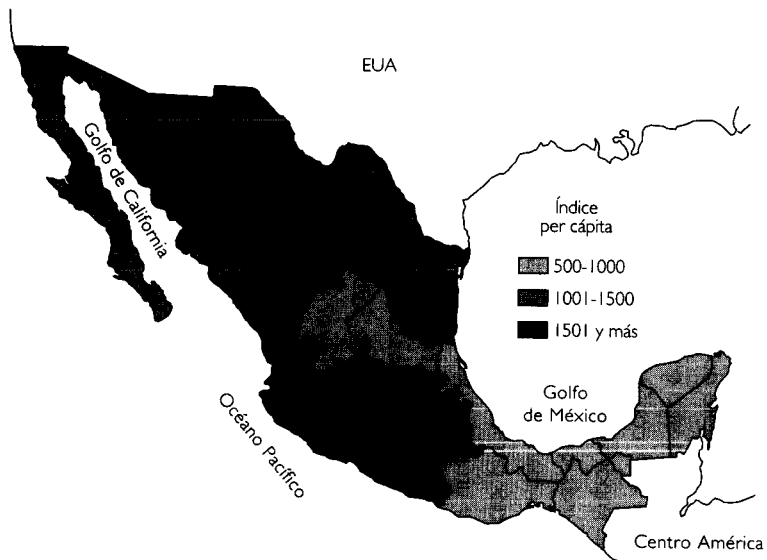 EUA
Golfo de California
Índice
per cápita
500-1000
1001-1500
1501 y más
Golfo
de México
Océano Pacífico
Centro América